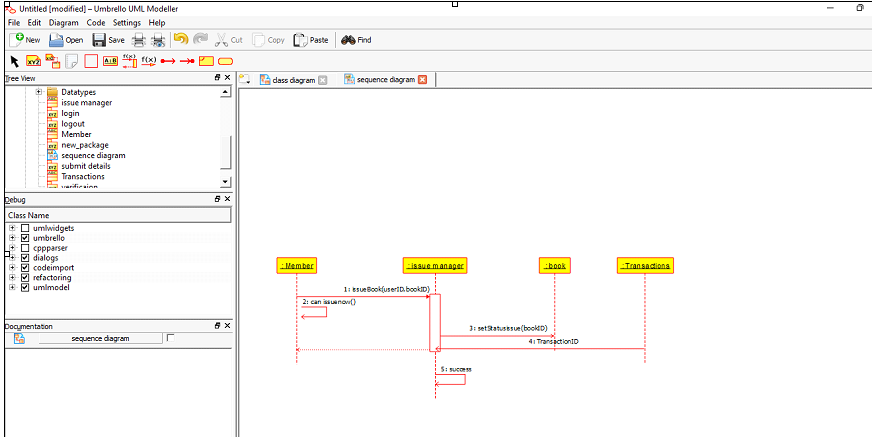 Untitled [modified] – Umbrello UML Modeller
File Edit Diagram Code Settings Help
New Open Save Cut Copy Paste Find
XYZ A↓B f(x) f(x)
Tree View
class diagram sequence diagram
Datatypes
issue manager
login
logout
Member
new_package
sequence diagram
submit details
Transactions
verificaion
Debug
Class Name
umlwidgets
umbrello
cppparser
dialogs
codeimport
refactoring
umlmodel
Documentation
sequence diagram
: Member
: issue manager
: book
: Transactions
1: issueBook(userID,bookID)
2: can issuenow()
3: setStatusissue(bookID)
4: TransactionID
5: success